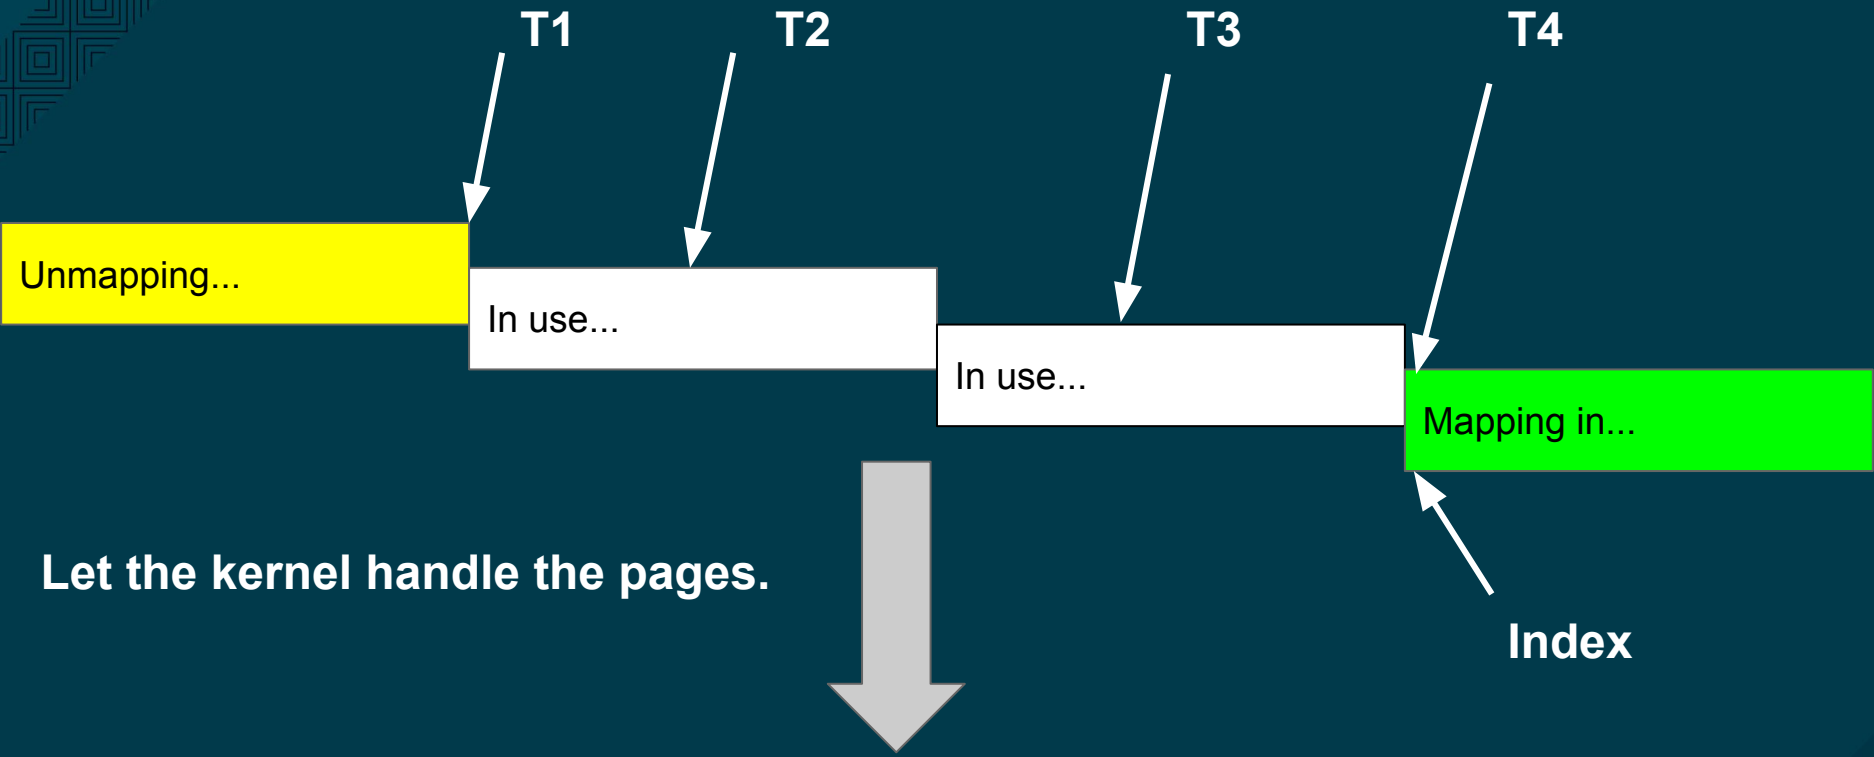 T1
T2
T3
T4
Unmapping...
In use...
In use...
Mapping in...
Let the kernel handle the pages.
Index